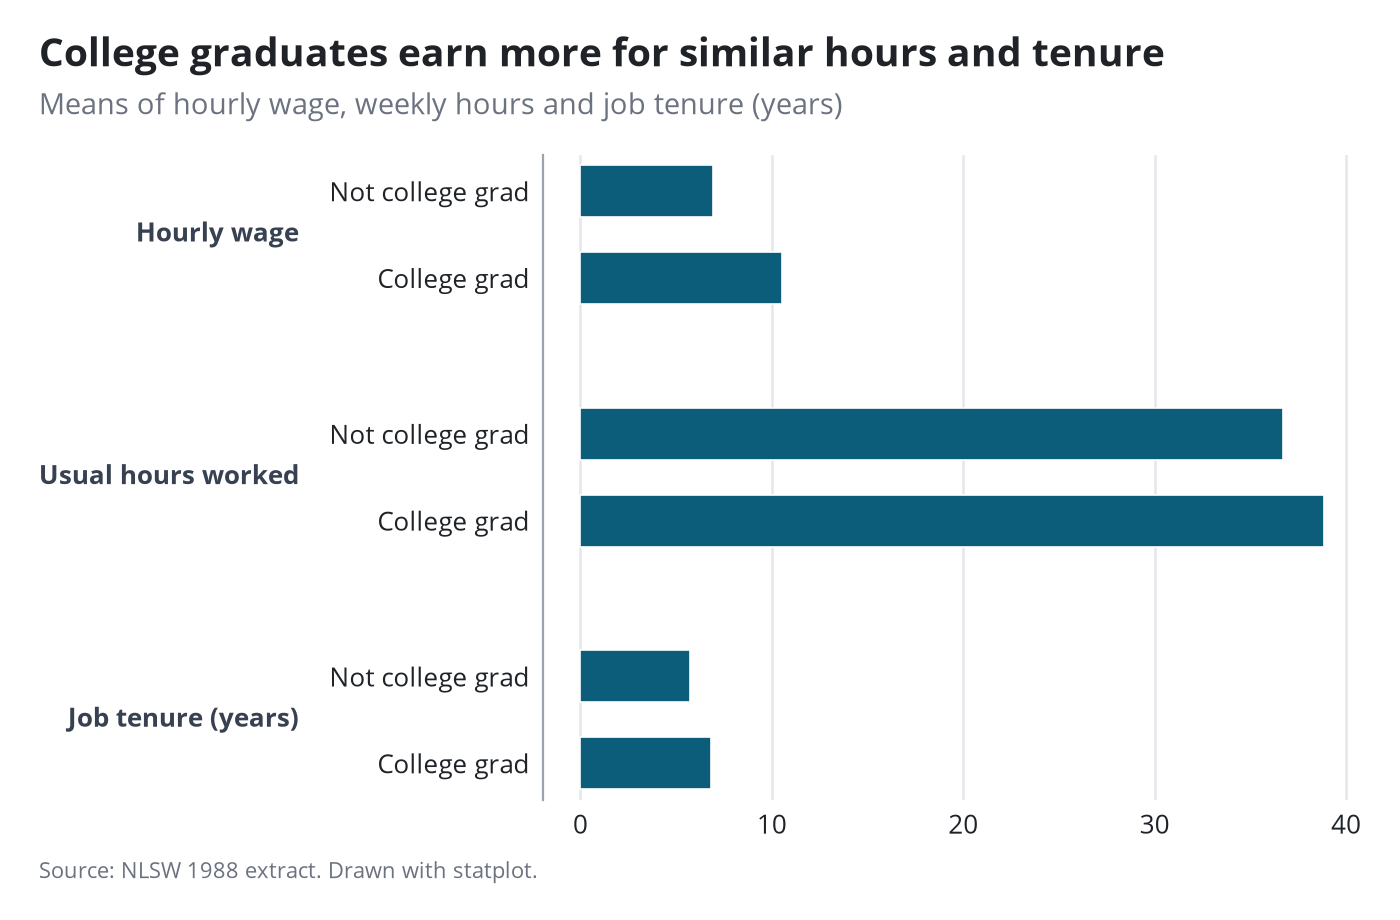 College graduates earn more for similar hours and tenure
Means of hourly wage, weekly hours and job tenure (years)
Hourly wage
Not college grad
College grad
Usual hours worked
Not college grad
College grad
Job tenure (years)
Not college grad
College grad
0 10 20 30 40
Source: NLSW 1988 extract. Drawn with statplot.